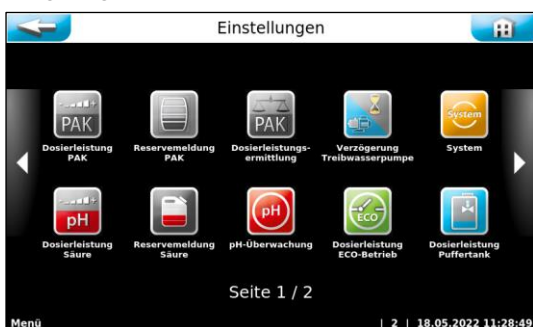 Einstellungen
PAK
PAK
System
Dosierleistung
PAK
Reservemeldung
PAK
Dosierleistungs-
ermittlung
Verzögerung
Treibwasserpumpe
System
pH
pH
ECO
Dosierleistung
Säure
Reservemeldung
Säure
pH-Überwachung
Dosierleistung
ECO-Betrieb
Dosierleistung
Puffertank
Seite 1 / 2
Menü | 2 | 18.05.2022 11:28:49